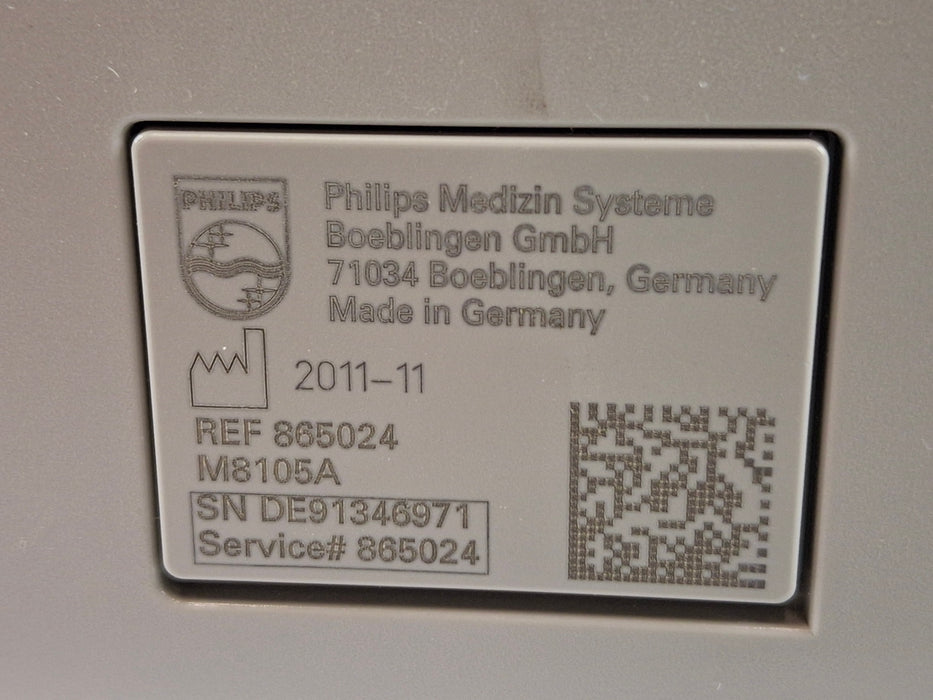 PHILIPS
Philips Medizin Systeme
Boeblingen GmbH
71034 Boeblingen, Germany
Made in Germany
2011-11
REF 865024
M8105A
SN DE91346971
Service# 865024